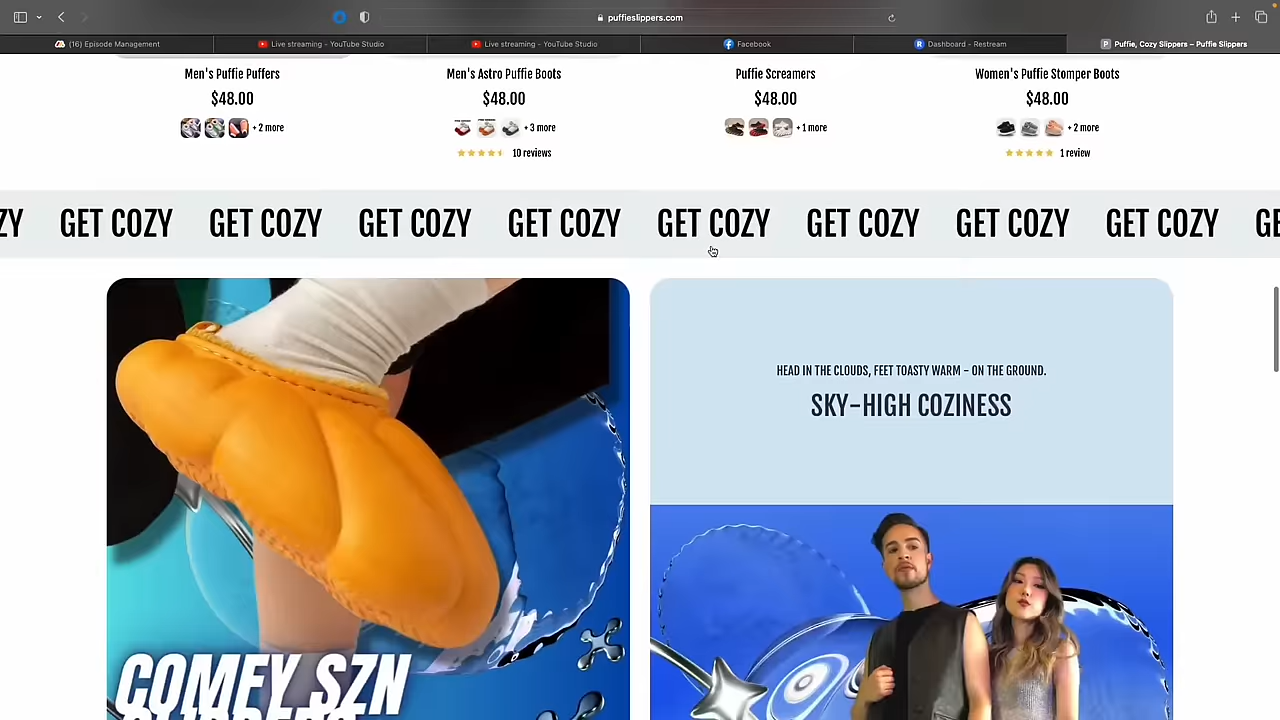 puffieslippers.com
(16) Episode Management
Live streaming - YouTube Studio
Live streaming - YouTube Studio
Facebook
Dashboard - Restream
Puffie, Cozy Slippers – Puffie Slippers
Men's Puffie Puffers
$48.00
+ 2 more
Men's Astro Puffie Boots
$48.00
+ 3 more
10 reviews
Puffie Screamers
$48.00
+ 1 more
Women's Puffie Stomper Boots
$48.00
+ 2 more
1 review
ZY GET COZY GET COZY GET COZY GET COZY GET COZY GET COZY GET COZY GET COZY GE
HEAD IN THE CLOUDS, FEET TOASTY WARM - ON THE GROUND.
SKY-HIGH COZINESS
COMFY SZN
SLIPPERS